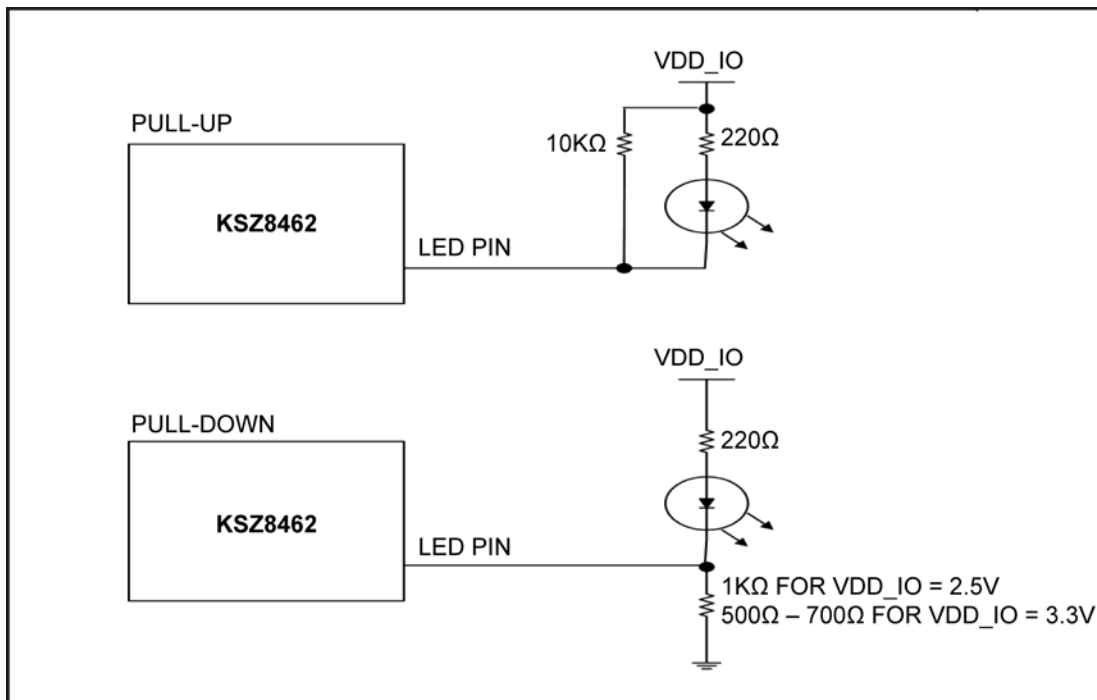 VDD_IO
PULL-UP
10KΩ
220Ω
KSZ8462
LED PIN
VDD_IO
PULL-DOWN
220Ω
KSZ8462
LED PIN
1KΩ FOR VDD_IO = 2.5V
500Ω – 700Ω FOR VDD_IO = 3.3V